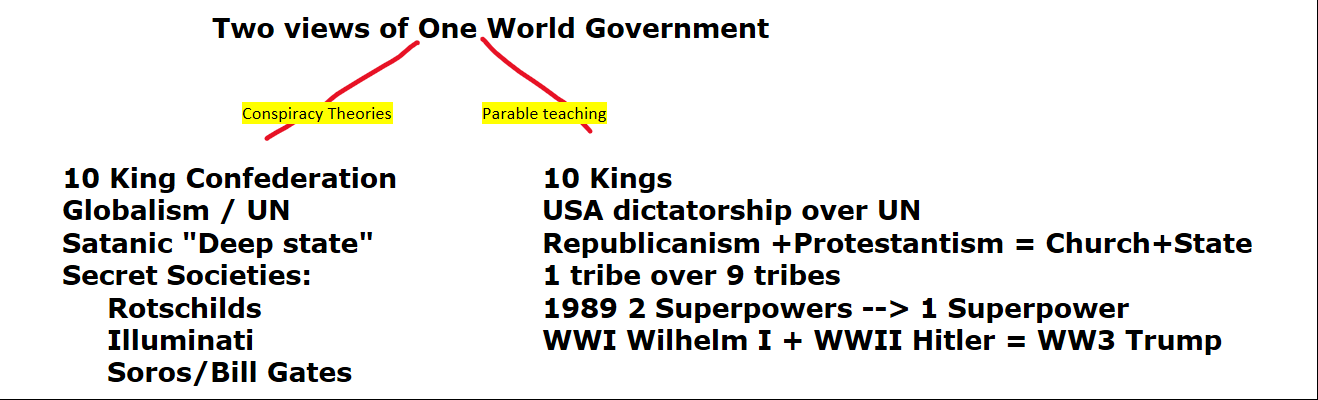 Two views of One World Government
Conspiracy Theories
Parable teaching
10 King Confederation
Globalism / UN
Satanic "Deep state"
Secret Societies:
Rotschilds
Illuminati
Soros/Bill Gates
10 Kings
USA dictatorship over UN
Republicanism +Protestantism = Church+State
1 tribe over 9 tribes
1989 2 Superpowers --> 1 Superpower
WWI Wilhelm I + WWII Hitler = WW3 Trump